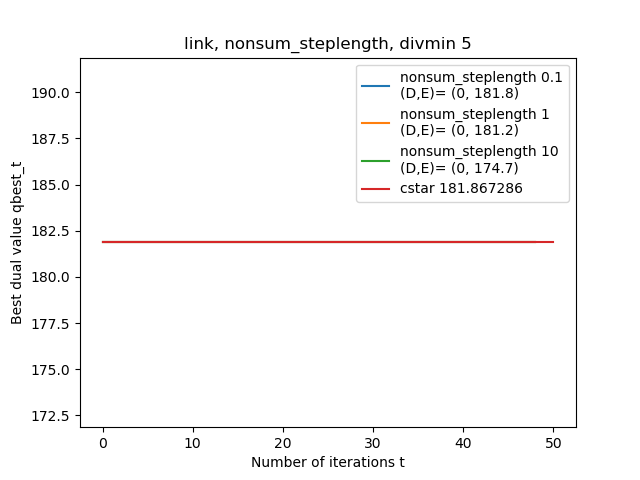 link, nonsum_steplength, divmin 5
nonsum_steplength 0.1
(D,E)= (0, 181.8)
nonsum_steplength 1
(D,E)= (0, 181.2)
nonsum_steplength 10
(D,E)= (0, 174.7)
cstar 181.867286
Best dual value qbest_t
190.0
187.5
185.0
182.5
180.0
177.5
175.0
172.5
0 10 20 30 40 50
Number of iterations t